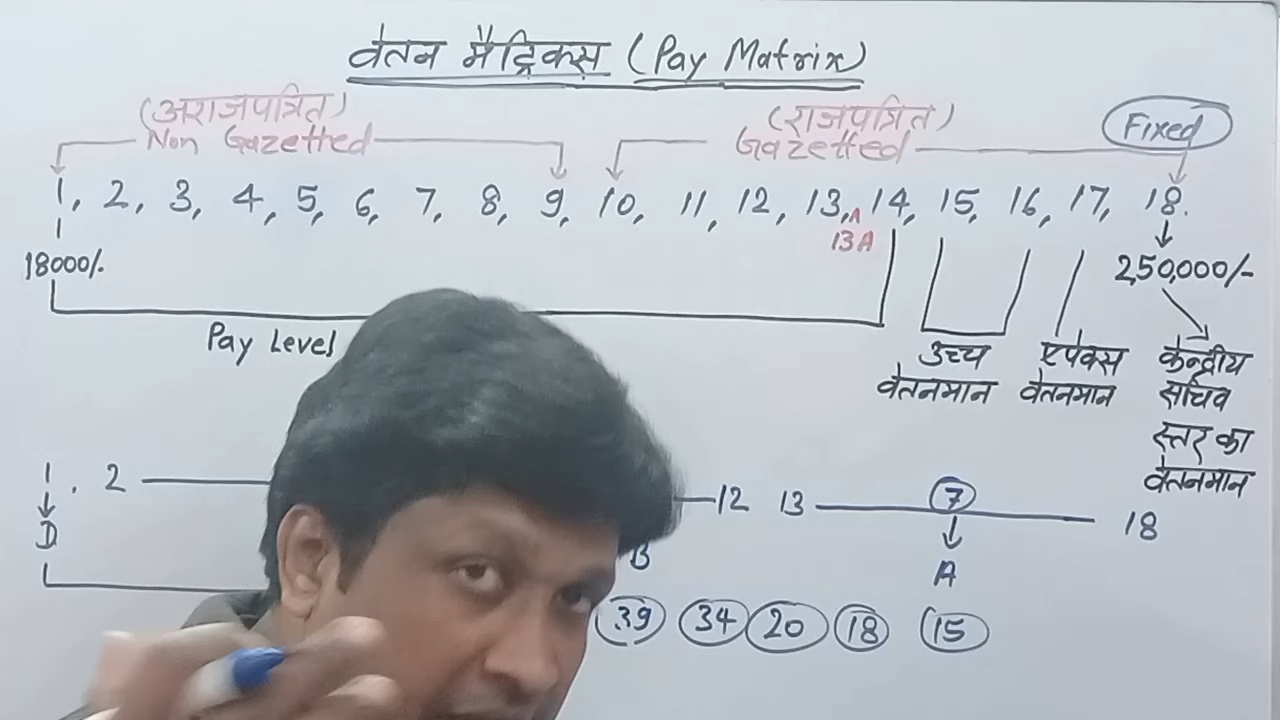 वेतन मैट्रिक्स (Pay Matrix)
(अराजपत्रित) (राजपत्रित) Fixed
Non Gazetted Gazetted
1, 2, 3, 4, 5, 6, 7, 8, 9, 10, 11, 12, 13, 14, 15, 16, 17, 18.
13A
18000/- 2,50,000/-
Pay Level उच्च एपेक्स केन्द्रीय
वेतनमान वेतनमान सचिव
स्तर का
वेतनमान
1. 2 12 13 7 18
D B A
39 34 20 18 15